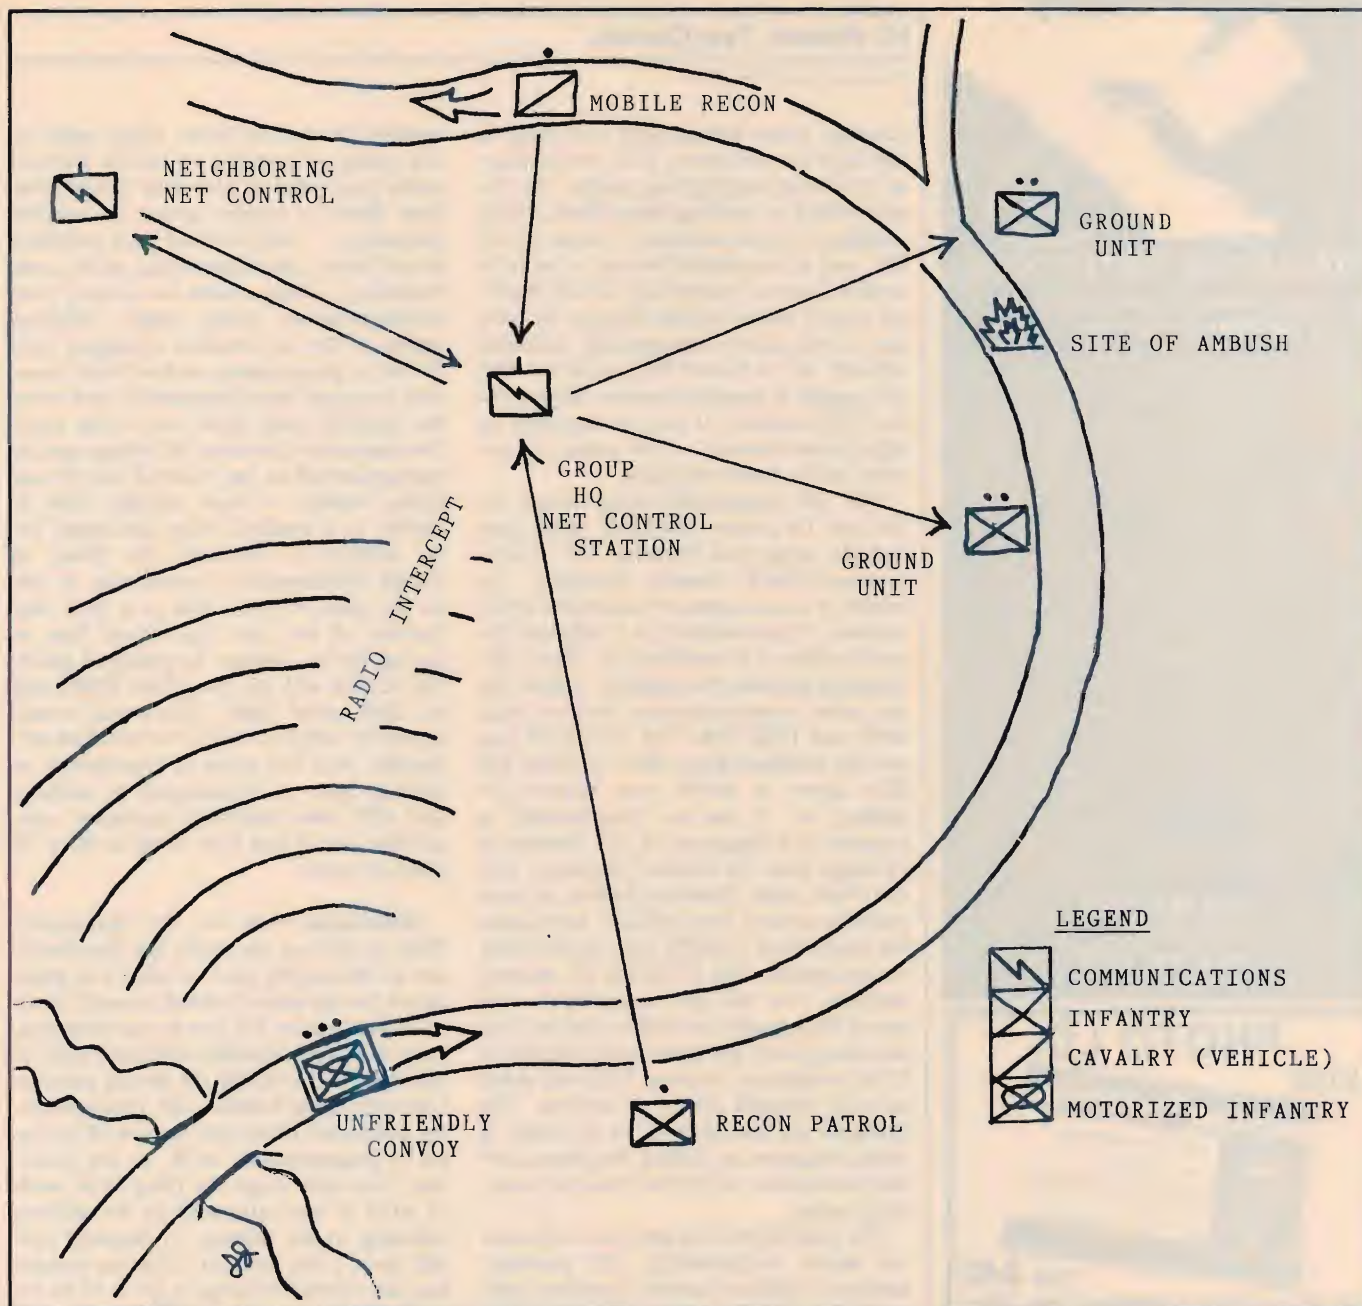 MOBILE RECON
NEIGHBORING
NET CONTROL
GROUND
UNIT
SITE OF AMBUSH
GROUP
HQ
NET CONTROL
STATION
RADIO INTERCEPT
GROUND
UNIT
LEGEND
COMMUNICATIONS
INFANTRY
CAVALRY (VEHICLE)
MOTORIZED INFANTRY
UNFRIENDLY
CONVOY
RECON PATROL